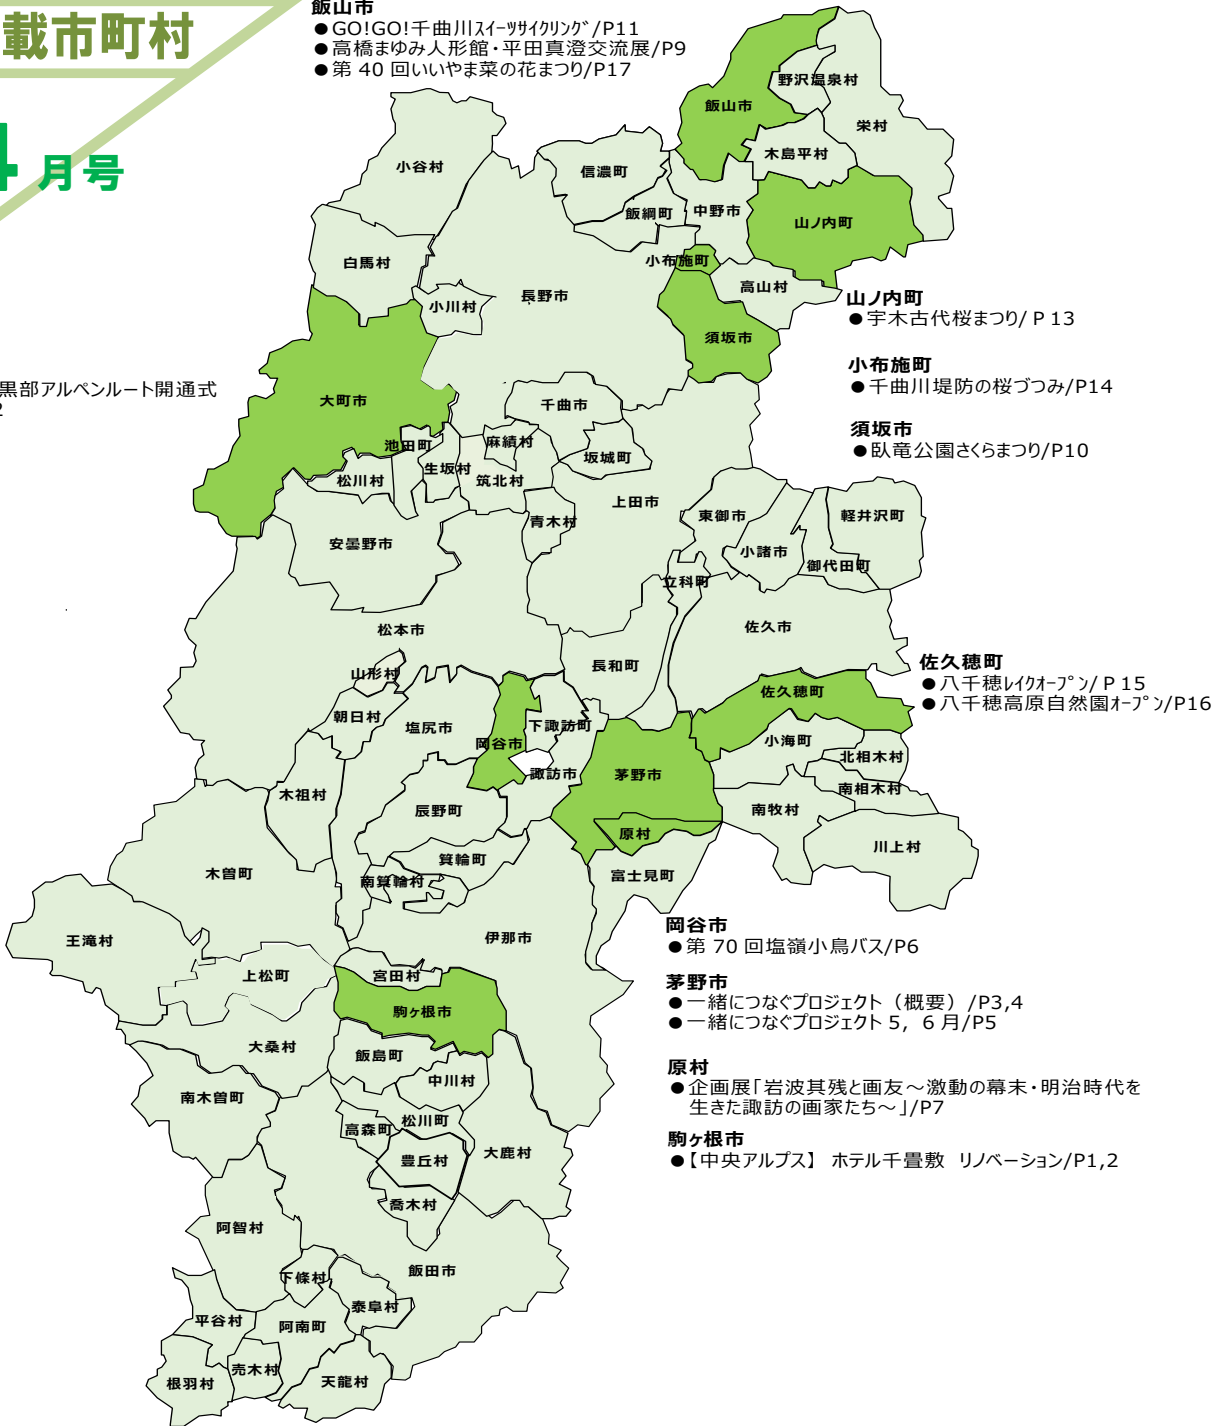 載市町村
4 月号
飯山市
●GO!GO!千曲川ｽｲｰﾂｻｲｸﾘﾝｸﾞ/P11
●高橋まゆみ人形館・平田真澄交流展/P9
●第 40 回いいやま菜の花まつり/P17
黒部アルペンルート開通式
2
山ノ内町
●宇木古代桜まつり/Ｐ13
小布施町
●千曲川堤防の桜づつみ/P14
須坂市
●臥竜公園さくらまつり/P10
佐久穂町
●八千穂ﾚｲｸｵｰﾌﾟﾝ/Ｐ15
●八千穂高原自然園ｵｰﾌﾟﾝ/P16
岡谷市
●第 70 回塩嶺小鳥バス/P6
茅野市
●一緒につなぐプロジェクト（概要）/P3,4
●一緒につなぐプロジェクト 5，6 月/P5
原村
●企画展「岩波其残と画友～激動の幕末・明治時代を
生きた諏訪の画家たち～」/P7
駒ヶ根市
●【中央アルプス】 ホテル千畳敷 リノベーション/P1,2
野沢温泉村
飯山市
栄村
木島平村
小谷村
信濃町
飯綱町
中野市
山ノ内町
白馬村
小布施町
高山村
長野市
小川村
須坂市
大町市
千曲市
池田町
麻績村
坂城町
生坂村
松川村
筑北村
上田市
青木村
東御市
軽井沢町
安曇野市
小諸市
御代田町
立科町
松本市
佐久市
長和町
山形村
佐久穂町
朝日村
塩尻市
下諏訪町
岡谷市
小海町
北相木村
諏訪市
茅野市
南相木村
木祖村
辰野町
南牧村
原村
川上村
箕輪町
木曽町
南箕輪村
富士見町
王滝村
伊那市
上松町
宮田村
駒ヶ根市
大桑村
飯島町
中川村
南木曽町
松川町
高森町
大鹿村
豊丘村
喬木村
阿智村
飯田市
下條村
泰阜村
平谷村
阿南町
売木村
根羽村
天龍村